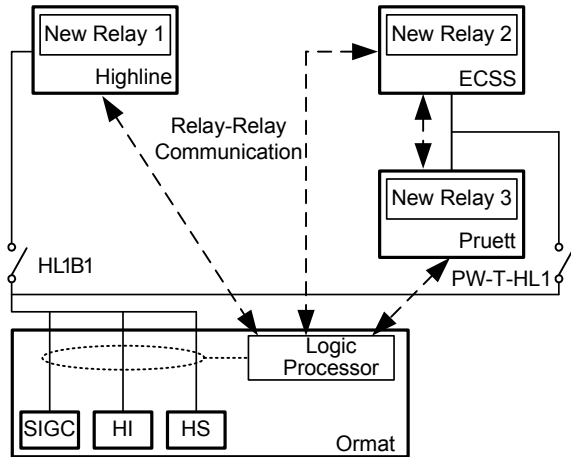 New Relay 1
Highline
New Relay 2
ECSS
Relay-Relay
Communication
New Relay 3
Pruett
HL1B1
PW-T-HL1
Logic
Processor
SIGC
HI
HS
Ormat